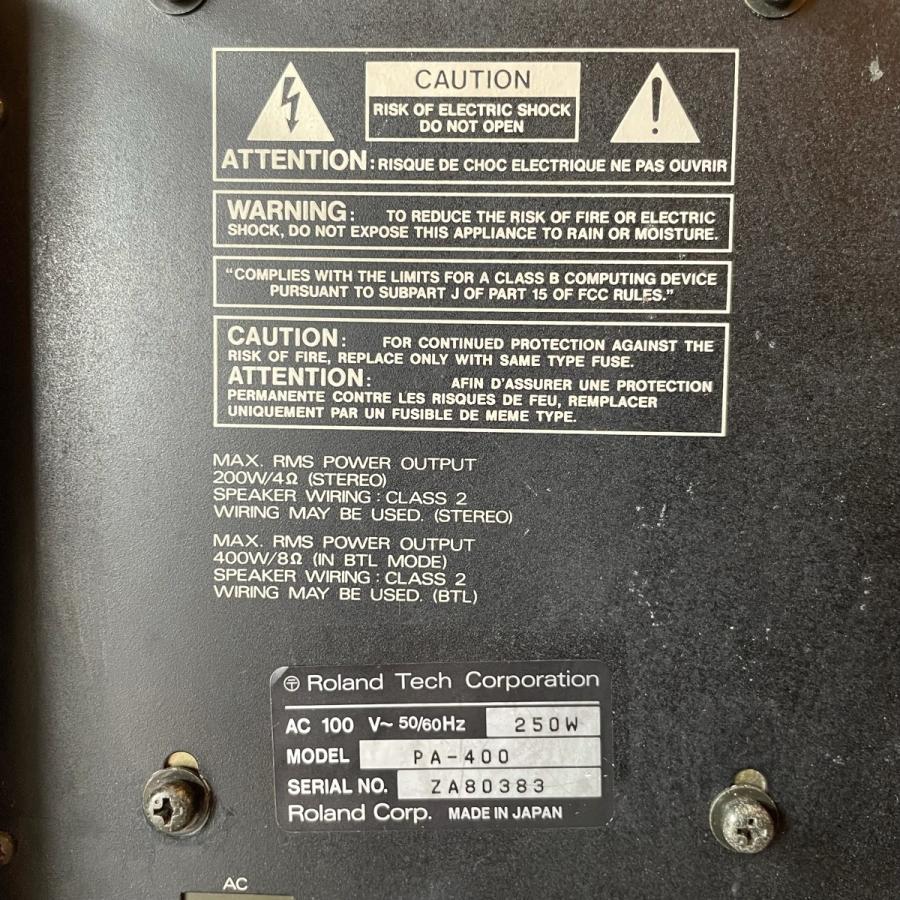 CAUTION
RISK OF ELECTRIC SHOCK
DO NOT OPEN
ATTENTION : RISQUE DE CHOC ELECTRIQUE NE PAS OUVRIR
WARNING : TO REDUCE THE RISK OF FIRE OR ELECTRIC
SHOCK, DO NOT EXPOSE THIS APPLIANCE TO RAIN OR MOISTURE.
“COMPLIES WITH THE LIMITS FOR A CLASS B COMPUTING DEVICE
PURSUANT TO SUBPART J OF PART 15 OF FCC RULES.”
CAUTION : FOR CONTINUED PROTECTION AGAINST THE
RISK OF FIRE, REPLACE ONLY WITH SAME TYPE FUSE.
ATTENTION : AFIN D'ASSURER UNE PROTECTION
PERMANENTE CONTRE LES RISQUES DE FEU, REMPLACER
UNIQUEMENT PAR UN FUSIBLE DE MEME TYPE.
MAX. RMS POWER OUTPUT
200W/4Ω (STEREO)
SPEAKER WIRING : CLASS 2
WIRING MAY BE USED. (STEREO)
MAX. RMS POWER OUTPUT
400W/8Ω (IN BTL MODE)
SPEAKER WIRING : CLASS 2
WIRING MAY BE USED. (BTL)
〶 Roland Tech Corporation
AC 100 V~ 50/60Hz 250W
MODEL PA-400
SERIAL NO. ZA80383
Roland Corp. MADE IN JAPAN
AC